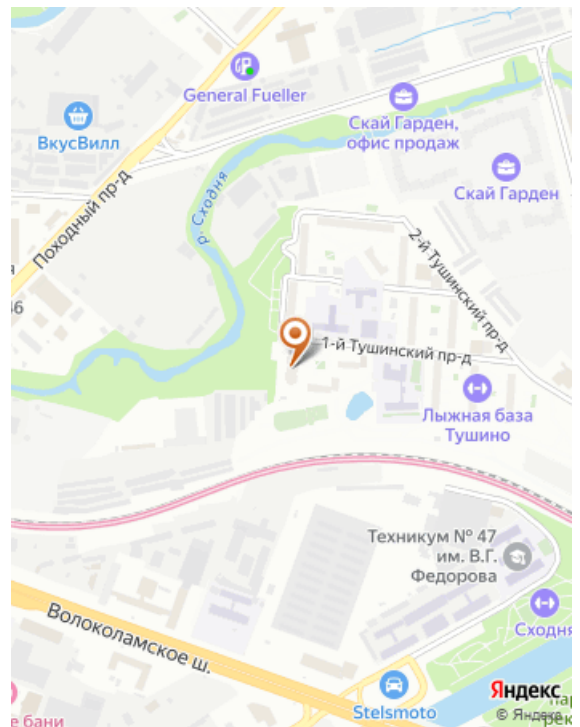 General Fueller
ВкусВилл
Скай Гарден,
офис продаж
Скай Гарден
Походный пр-д
р. Сходня
2-й Тушинский пр-д
1-й Тушинский пр-д
Лыжная база
Тушино
Техникум № 47
им. В.Г.
Федорова
Волоколамское ш.
Сходня
Stelsmoto
е бани
Яндекс
© Яндекс